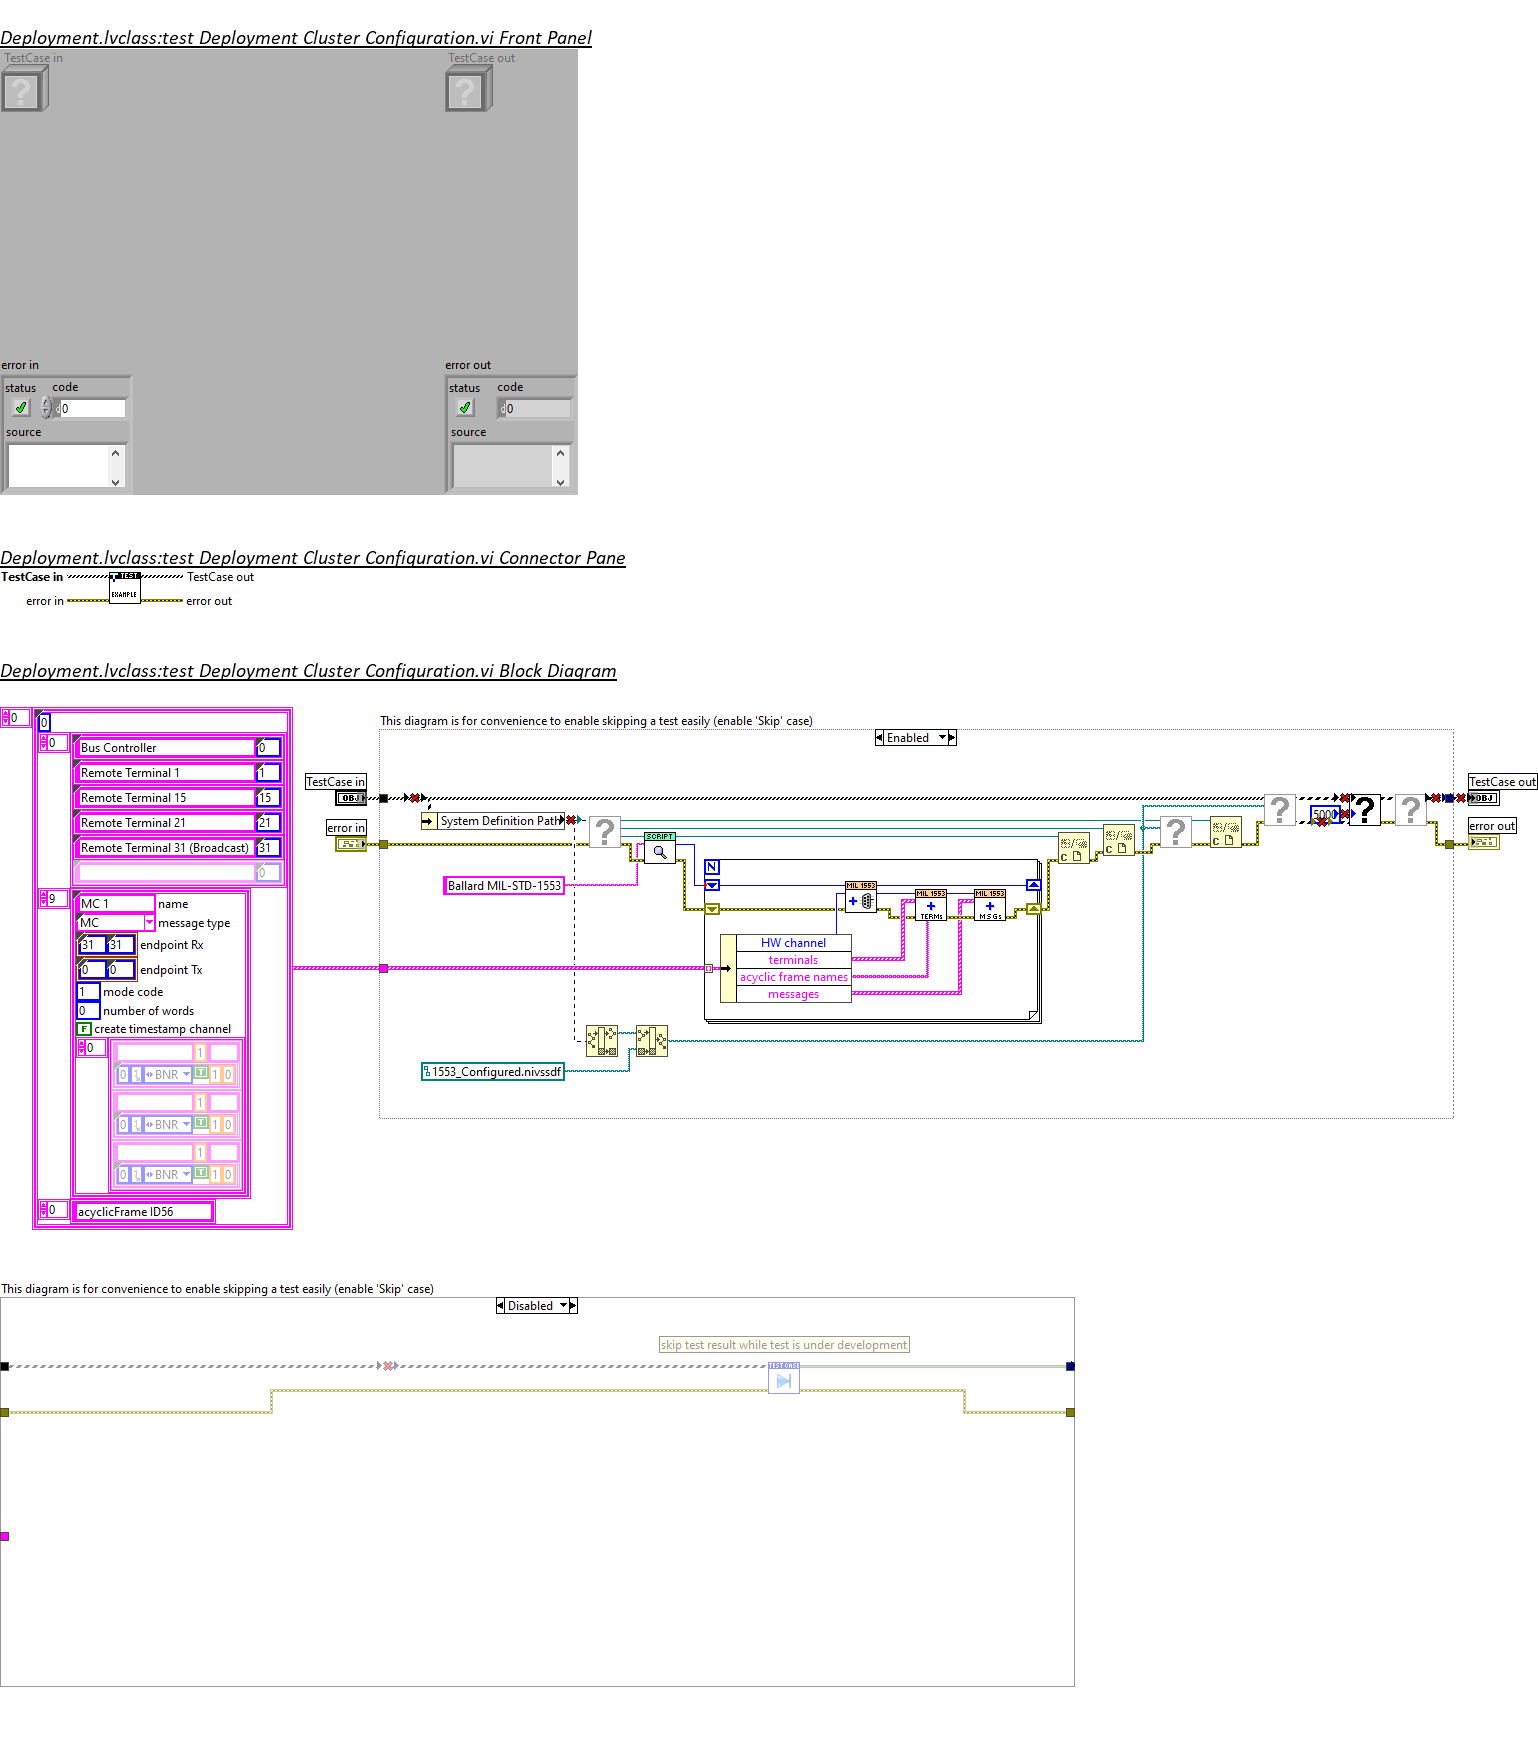 Deployment.lvclass:test Deployment Cluster Configuration.vi Front Panel
TestCase in
TestCase out
error in
error out
status code
status code
0
0
source
source
Deployment.lvclass:test Deployment Cluster Configuration.vi Connector Pane
TestCase in
TestCase out
TEST
EXAMPLE
error in
error out
Deployment.lvclass:test Deployment Cluster Configuration.vi Block Diagram
0
0
0
Bus Controller 0
Remote Terminal 1 1
Remote Terminal 15 15
Remote Terminal 21 21
Remote Terminal 31 (Broadcast) 31
0
9
MC 1 name
MC message type
31 31 endpoint Rx
0 0 endpoint Tx
1 mode code
0 number of words
F create timestamp channel
0
1
0 BNR T 1 0
1
0 BNR T 1 0
1
0 BNR T 1 0
0
acyclicFrame ID56
This diagram is for convenience to enable skipping a test easily (enable 'Skip' case)
Enabled
TestCase in
OBJ
error in
System Definition Path
SCRIPT
Ballard MIL-STD-1553
N
MIL 1553
MIL 1553
TERMs
MIL 1553
MSGs
HW channel
terminals
acyclic frame names
messages
1553_Configured.nivssdf
C
C
C
5000
TestCase out
OBJ
error out
This diagram is for convenience to enable skipping a test easily (enable 'Skip' case)
Disabled
skip test result while test is under development
TEST CASE